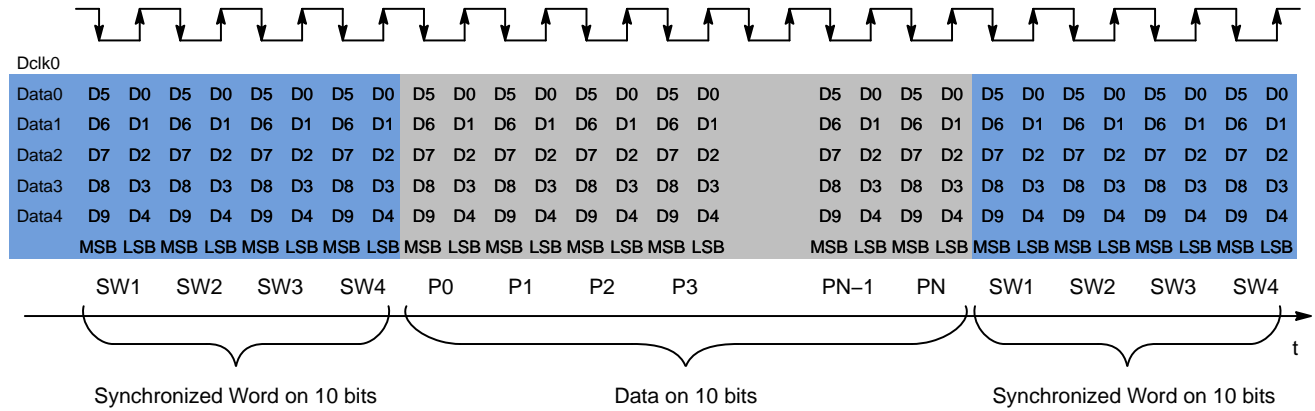 Dclk0
Data0 D5 D0 D5 D0 D5 D0 D5 D0 D5 D0 D5 D0 D5 D0 D5 D0 D5 D0 D5 D0 D5 D0 D5 D0 D5 D0 D5 D0
Data1 D6 D1 D6 D1 D6 D1 D6 D1 D6 D1 D6 D1 D6 D1 D6 D1 D6 D1 D6 D1 D6 D1 D6 D1 D6 D1 D6 D1
Data2 D7 D2 D7 D2 D7 D2 D7 D2 D7 D2 D7 D2 D7 D2 D7 D2 D7 D2 D7 D2 D7 D2 D7 D2 D7 D2 D7 D2
Data3 D8 D3 D8 D3 D8 D3 D8 D3 D8 D3 D8 D3 D8 D3 D8 D3 D8 D3 D8 D3 D8 D3 D8 D3 D8 D3 D8 D3
Data4 D9 D4 D9 D4 D9 D4 D9 D4 D9 D4 D9 D4 D9 D4 D9 D4 D9 D4 D9 D4 D9 D4 D9 D4 D9 D4 D9 D4
MSB LSB MSB LSB MSB LSB MSB LSB MSB LSB MSB LSB MSB LSB MSB LSB MSB LSB MSB LSB MSB LSB MSB LSB MSB LSB MSB LSB
SW1 SW2 SW3 SW4 P0 P1 P2 P3 PN–1 PN SW1 SW2 SW3 SW4
t
Synchronized Word on 10 bits Data on 10 bits Synchronized Word on 10 bits